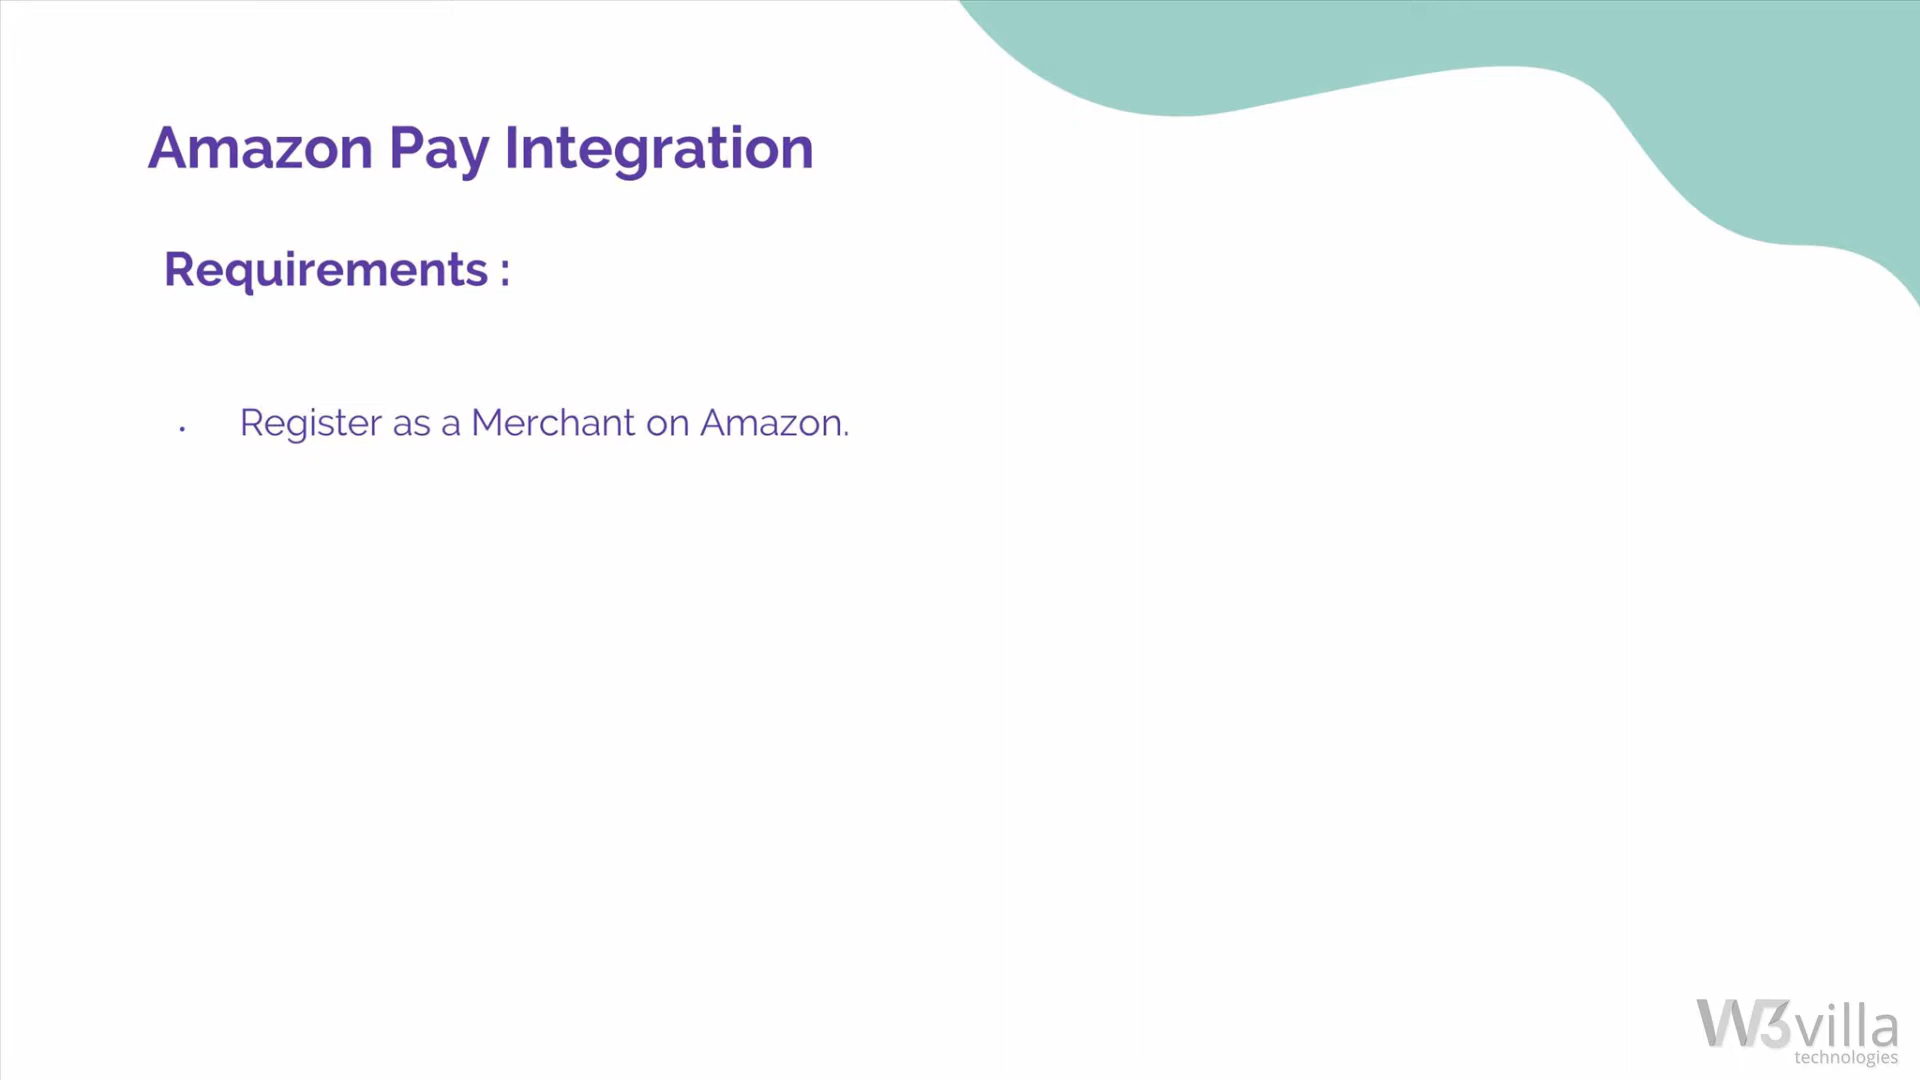 Amazon Pay Integration
Requirements :
• Register as a Merchant on Amazon.
W3villa
technologies